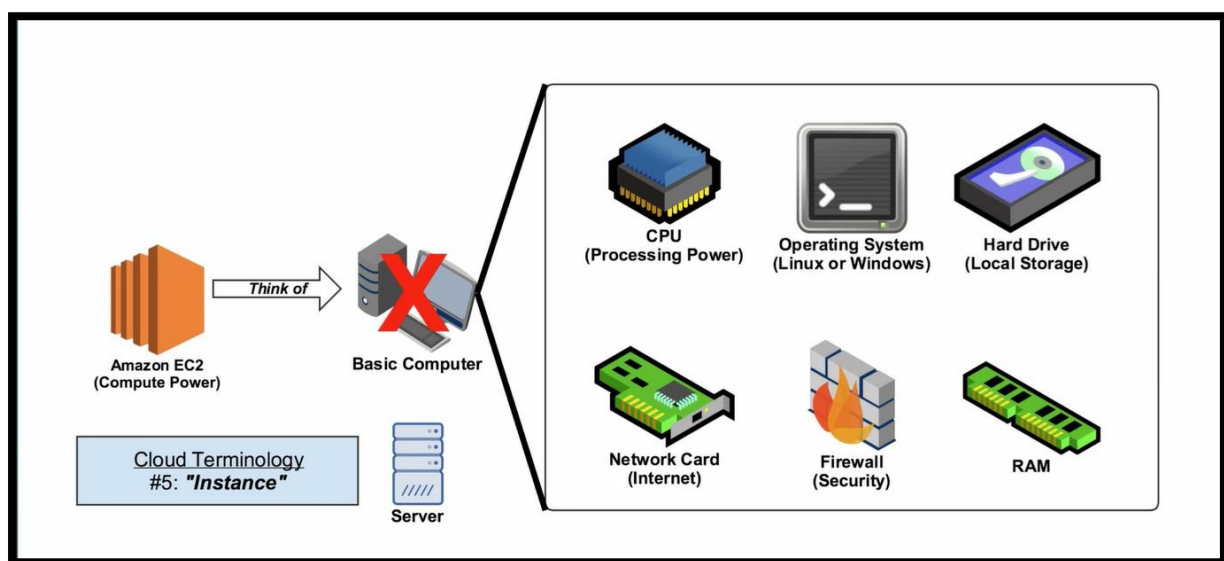 CPU
(Processing Power)
Operating System
(Linux or Windows)
Hard Drive
(Local Storage)
Think of
Amazon EC2
(Compute Power)
X
Basic Computer
Network Card
(Internet)
Firewall
(Security)
RAM
Cloud Terminology
#5: "Instance"
Server